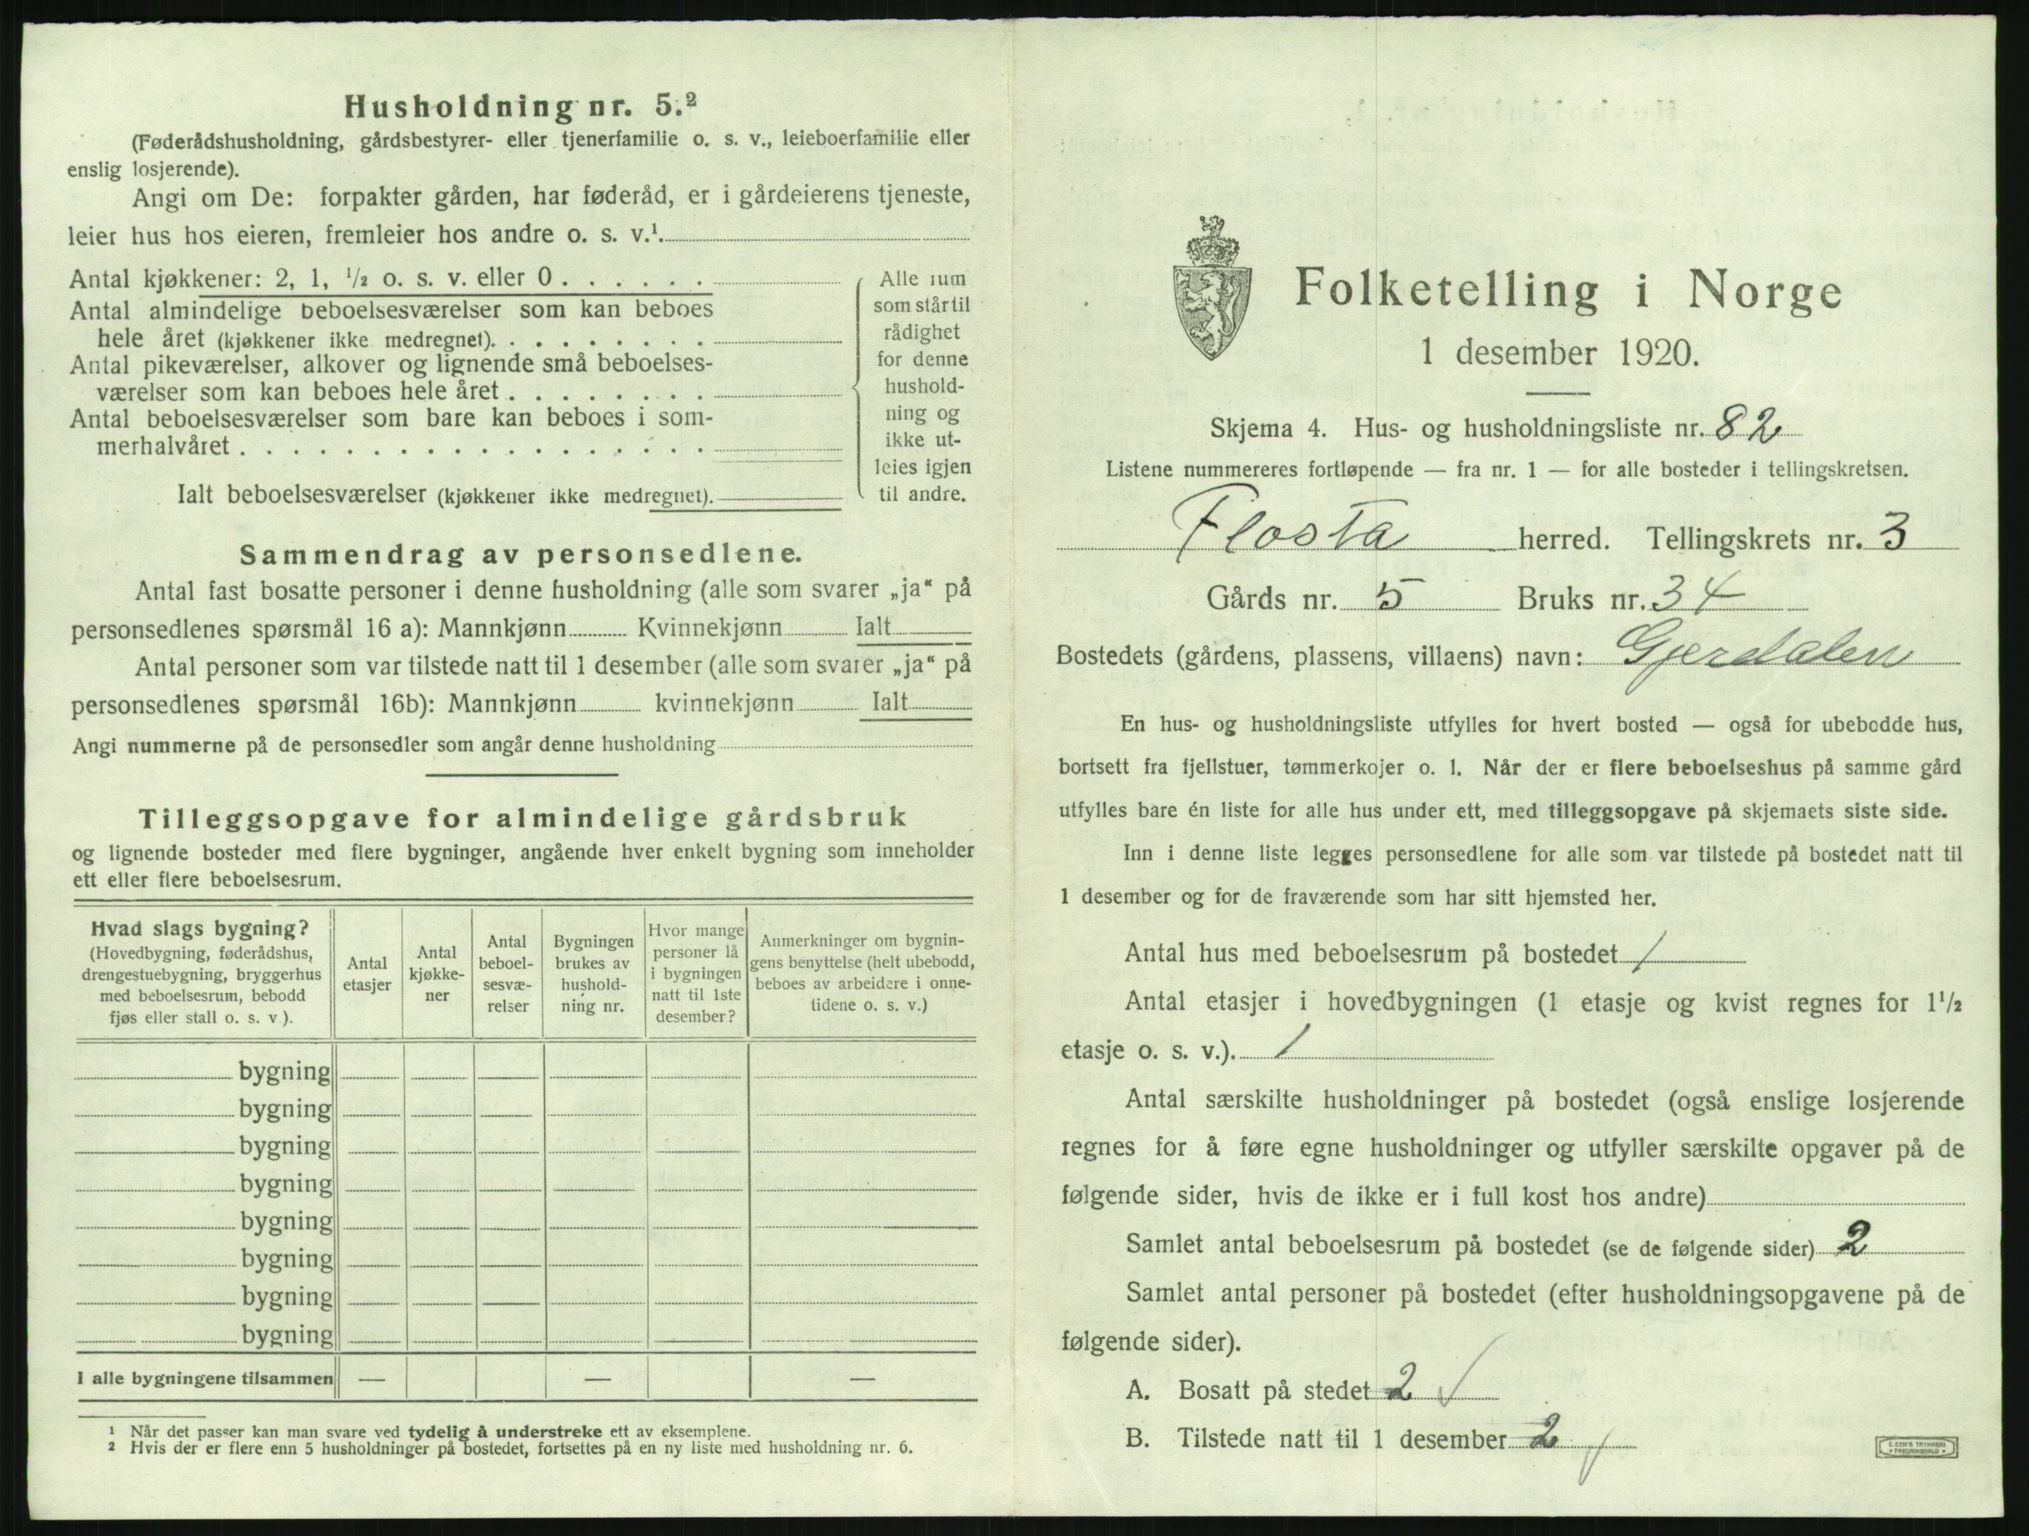 Husholdning nr. 5.²
(Føderådshusholdning, gårdsbestyrer- eller tjenerfamilie o. s. v., leieboerfamilie eller
enslig losjerende).
Angi om De: forpakter gården, har føderåd, er i gårdeierens tjeneste,
leier hus hos eieren, fremleier hos andre o. s. v.¹.
Antal kjøkkener: 2, 1, ½ o. s. v. eller 0 . . . . . .
Antal almindelige beboelsesværelser som kan beboes
hele året (kjøkkener ikke medregnet). . . . . . . . .
Antal pikeværelser, alkover og lignende små beboelses-
værelser som kan beboes hele året . . . . . . . .
Antal beboelsesværelser som bare kan beboes i som-
merhalvåret . . . . . . . . . . . . . . . . . .
Ialt beboelsesværelser (kjøkkener ikke medregnet).
Alle rum
som står til
rådighet
for denne
hushold-
ning og
ikke ut-
leies igjen
til andre.
Sammendrag av personsedlene.
Antal fast bosatte personer i denne husholdning (alle som svarer „ja“ på
personsedlenes spørsmål 16 a): Mannkjønn Kvinnekjønn Ialt
Antal personer som var tilstede natt til 1 desember (alle som svarer „ja“ på
personsedlenes spørsmål 16b): Mannkjønn kvinnekjønn Ialt
Angi nummerne på de personsedler som angår denne husholdning
Tilleggsopgave for almindelige gårdsbruk
og lignende bosteder med flere bygninger, angående hver enkelt bygning som inneholder
ett eller flere beboelsesrum.
Hvad slags bygning?
(Hovedbygning, føderådshus,
drengestuebygning, bryggerhus
med beboelsesrum, bebodd
fjøs eller stall o. s. v ).
Antal
etasjer
Antal
kjøkke-
ner
Antal
beboel-
sesvæ-
relser
Bygningen
brukes av
hushold-
ning nr.
Hvor mange
personer lå
i bygningen
natt til 1ste
desember?
Anmerkninger om bygnin-
gens benyttelse (helt ubebodd,
beboes av arbeidere i onne-
tidene o. s. v.)
bygning
bygning
bygning
bygning
bygning
bygning
bygning
bygning
I alle bygningene tilsammen — — —
¹ Når det passer kan man svare ved tydelig å understreke ett av eksemplene.
² Hvis der er flere enn 5 husholdninger på bostedet, fortsettes på en ny liste med husholdning nr. 6.
Folketelling i Norge
1 desember 1920.
Skjema 4. Hus- og husholdningsliste nr. 82
Listene nummereres fortløpende — fra nr. 1 — for alle bosteder i tellingskretsen.
Flosta herred. Tellingskrets nr. 3
Gårds nr. 5 Bruks nr. 34
Bostedets (gårdens, plassens, villaens) navn: Gjerdalen
En hus- og husholdningsliste utfylles for hvert bosted — også for ubebodde hus,
bortsett fra fjellstuer, tømmerkojer o. l. Når der er flere beboelseshus på samme gård
utfylles bare én liste for alle hus under ett, med tilleggsopgave på skjemaets siste side.
Inn i denne liste legges personsedlene for alle som var tilstede på bostedet natt til
1 desember og for de fraværende som har sitt hjemsted her.
Antal hus med beboelsesrum på bostedet 1
Antal etasjer i hovedbygningen (1 etasje og kvist regnes for 1½
etasje o. s. v.). 1
Antal særskilte husholdninger på bostedet (også enslige losjerende
regnes for å føre egne husholdninger og utfyller særskilte opgaver på de
følgende sider, hvis de ikke er i full kost hos andre)
Samlet antal beboelsesrum på bostedet (se de følgende sider) 2
Samlet antal personer på bostedet (efter husholdningsopgavene på de
følgende sider).
A. Bosatt på stedet 2 √
B. Tilstede natt til 1 desember 2 √
E. SEM'S TRYKKERI
• FREDRIKSHALD •